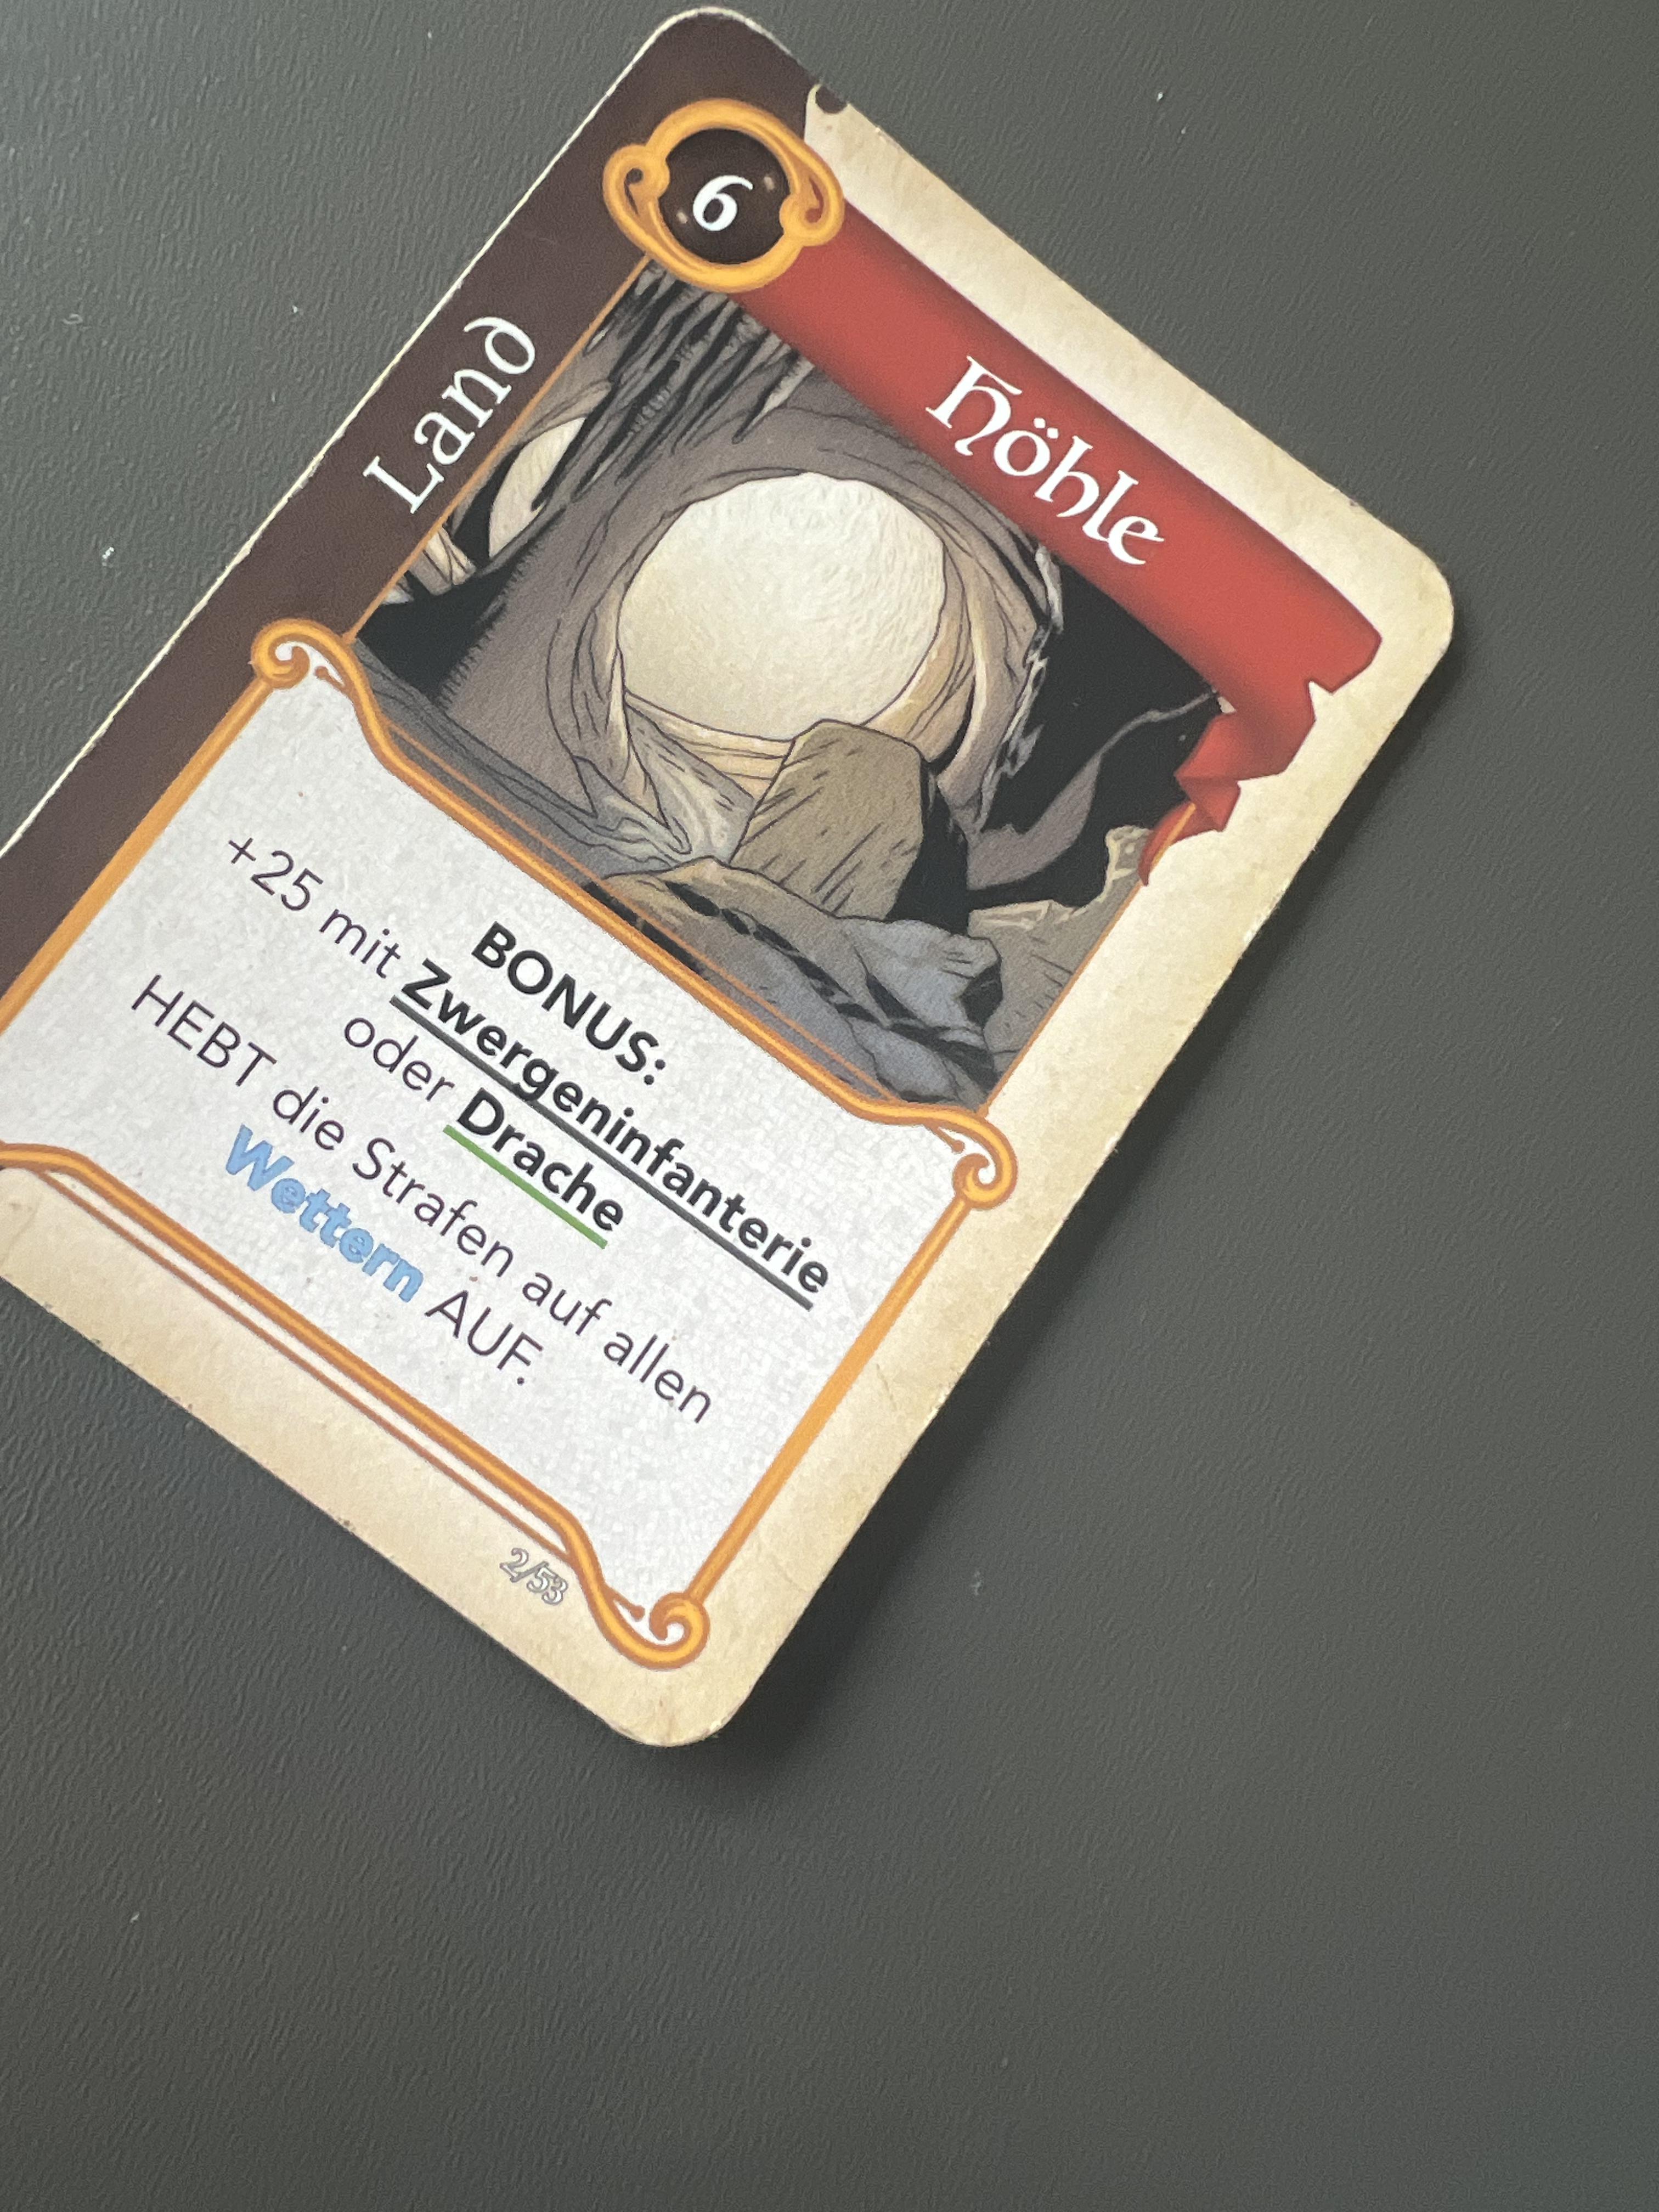 6
Höhle
Land
BONUS:
+25 mit Zwergeninfanterie
oder Drache
HEBT die Strafen auf allen
Wettern AUF.
2/53